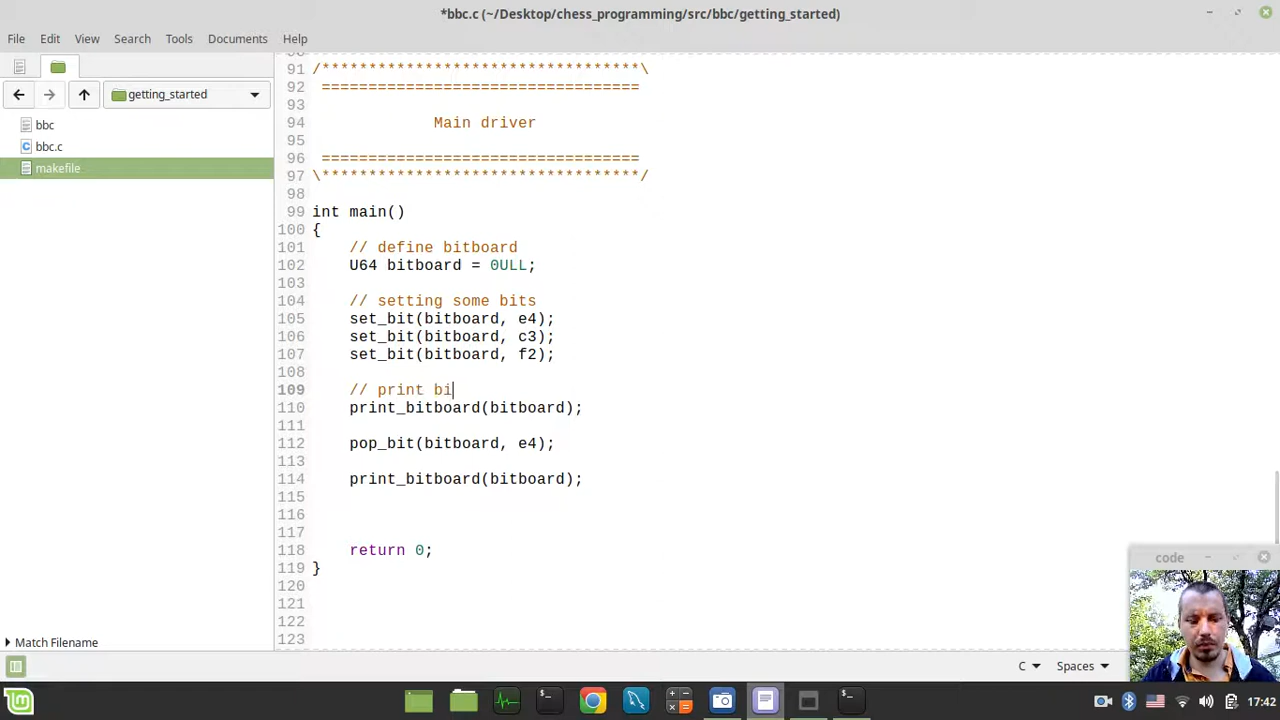 *bbc.c (~/Desktop/chess_programming/src/bbc/getting_started)
File Edit View Search Tools Documents Help
getting_started
bbc
bbc.c
makefile
Match Filename
91 /**********************************\
92 ==================================
93
94 Main driver
95
96 ==================================
97 \**********************************/
98
99 int main()
100 {
101 // define bitboard
102 U64 bitboard = 0ULL;
103
104 // setting some bits
105 set_bit(bitboard, e4);
106 set_bit(bitboard, c3);
107 set_bit(bitboard, f2);
108
109 // print bi
110 print_bitboard(bitboard);
111
112 pop_bit(bitboard, e4);
113
114 print_bitboard(bitboard);
115
116
117
118 return 0;
119 }
120
121
122
123
code
C Spaces
17:42